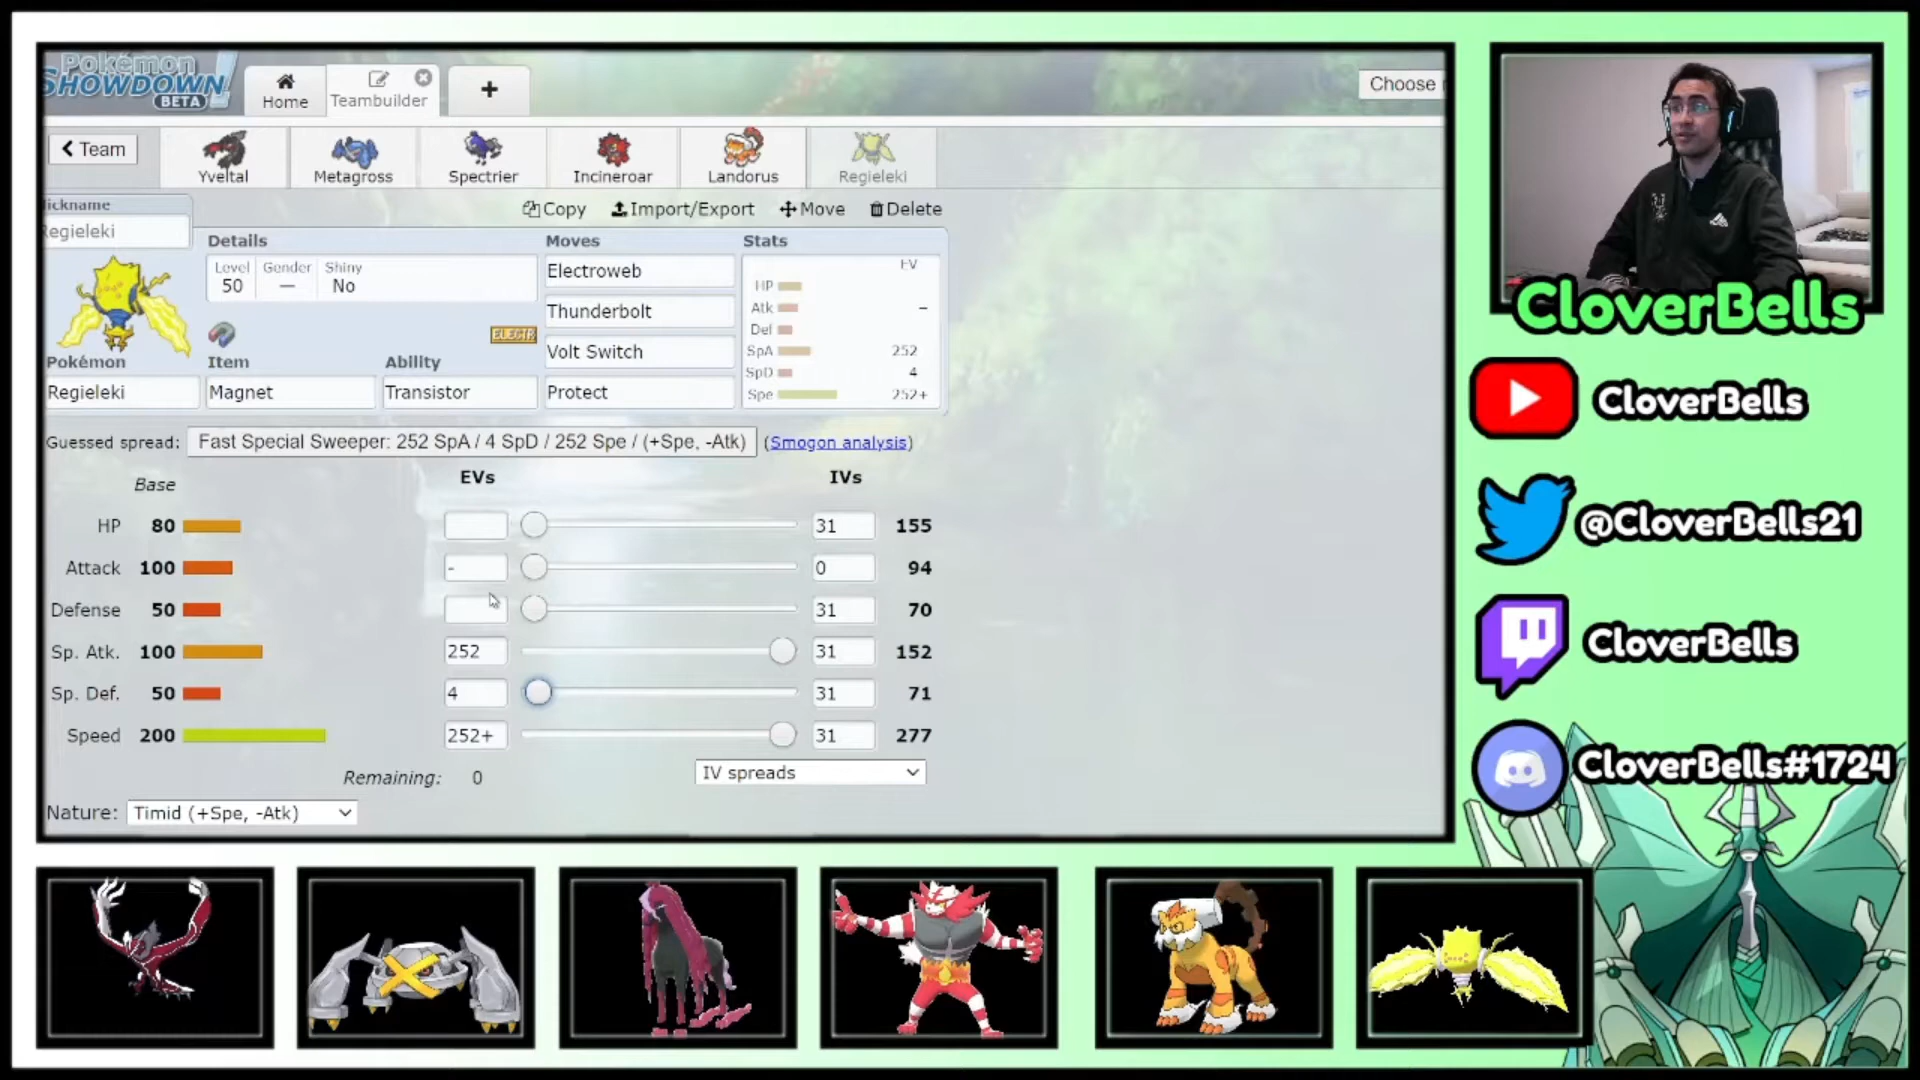 Pokémon
SHOWDOWN!
BETA
Home
Teambuilder
+
Choose
< Team
Yveltal
Metagross
Spectrier
Incineroar
Landorus
Regieleki
ickname
Regieleki
Copy
Import/Export
Move
Delete
Details
Moves
Stats
Level
50
Gender
—
Shiny
No
Electroweb
Thunderbolt
Volt Switch
Protect
EV
HP
Atk –
Def
SpA 252
SpD 4
Spe 252+
ELECTR
Pokémon
Item
Ability
Regieleki
Magnet
Transistor
Guessed spread: Fast Special Sweeper: 252 SpA / 4 SpD / 252 Spe / (+Spe, -Atk) (Smogon analysis)
Base EVs IVs
HP 80 31 155
Attack 100 - 0 94
Defense 50 31 70
Sp. Atk. 100 252 31 152
Sp. Def. 50 4 31 71
Speed 200 252+ 31 277
Remaining: 0
IV spreads
Nature: Timid (+Spe, -Atk)
CloverBells
CloverBells
@CloverBells21
CloverBells
CloverBells#1724